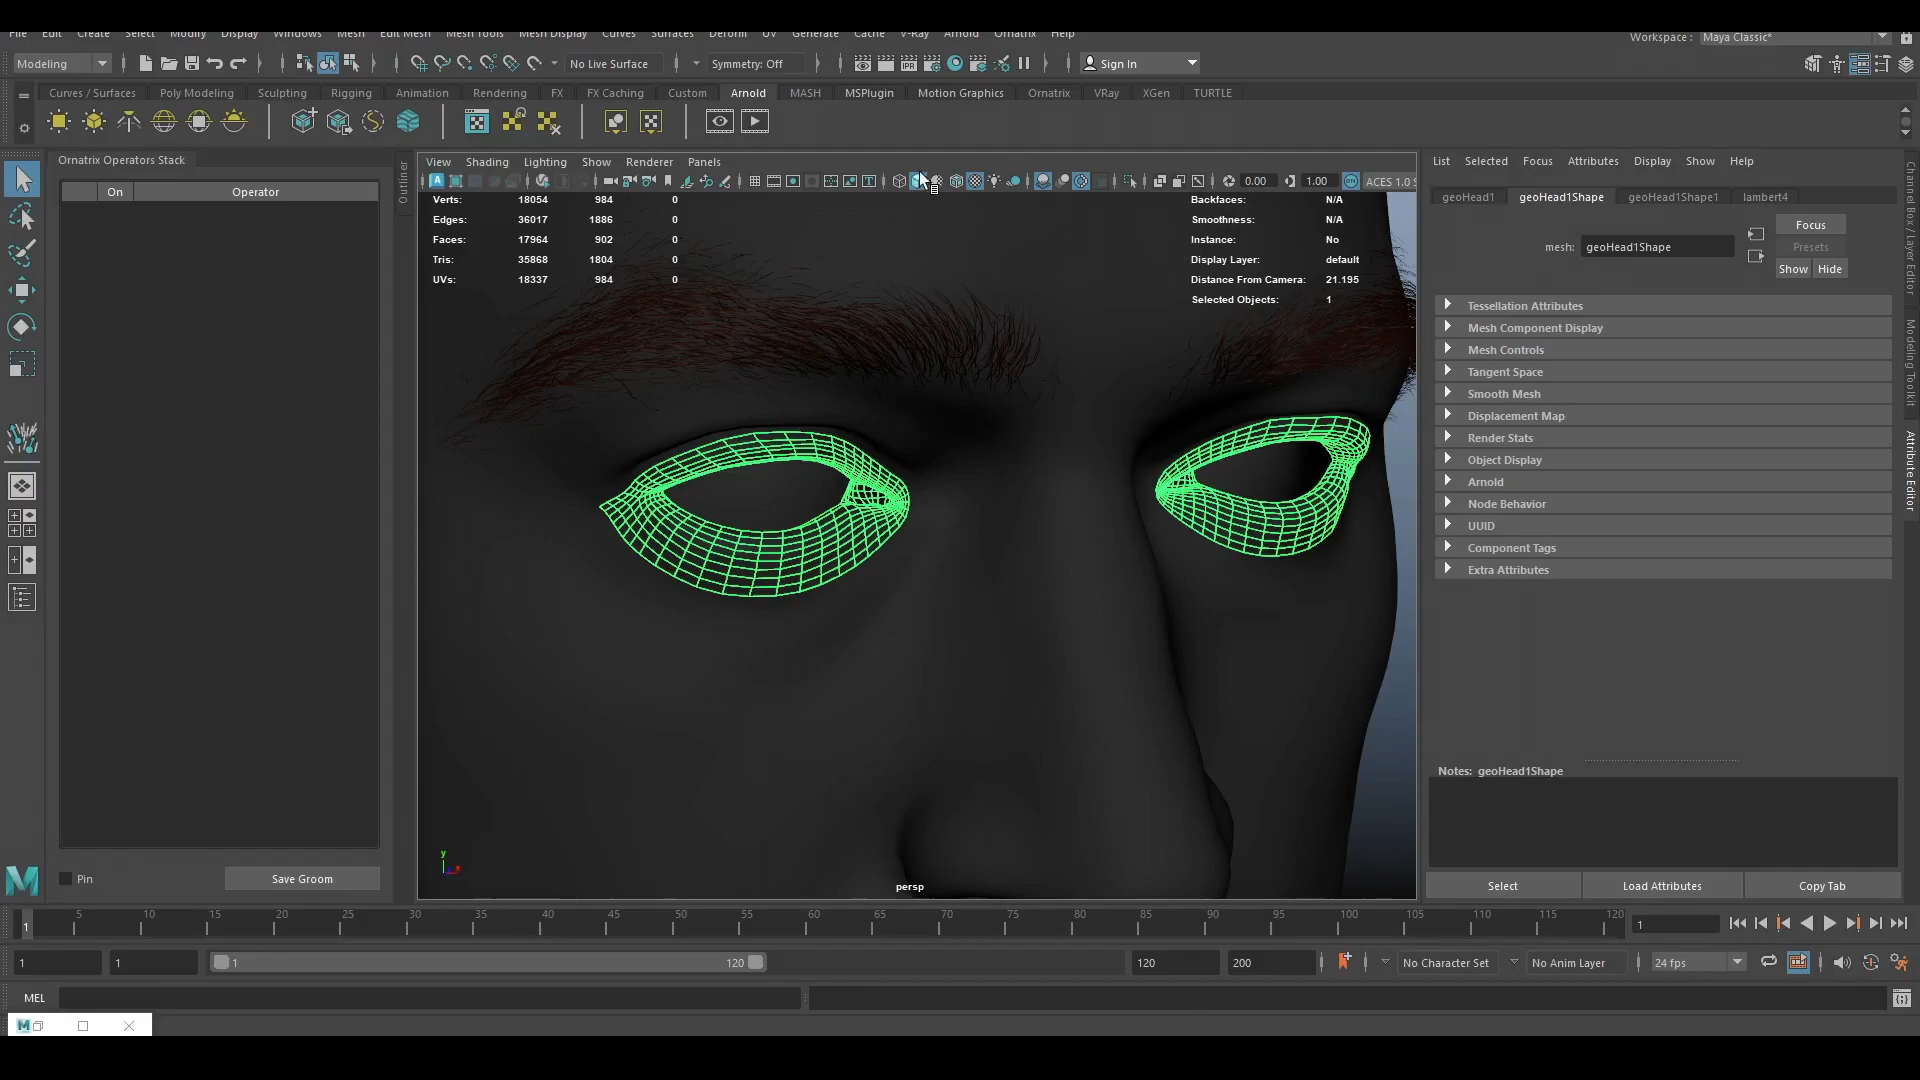 File Edit Create Select Modify Display Windows Mesh Edit Mesh Mesh Tools Mesh Display Curves Surfaces Deform UV Generate Cache V-Ray Arnold Ornatrix Help
Workspace : Maya Classic*
Modeling No Live Surface Symmetry: Off Sign In
Curves / Surfaces Poly Modeling Sculpting Rigging Animation Rendering FX FX Caching Custom Arnold MASH MSPlugin Motion Graphics Ornatrix VRay XGen TURTLE
Ornatrix Operators Stack
On Operator
Pin Save Groom
Outliner
View Shading Lighting Show Renderer Panels
0.00 1.00 ACES 1.0 S
Verts: 18054 984 0
Edges: 36017 1886 0
Faces: 17964 902 0
Tris: 35868 1804 0
UVs: 18337 984 0
Backfaces: N/A
Smoothness: N/A
Instance: No
Display Layer: default
Distance From Camera: 21.195
Selected Objects: 1
y
persp
List Selected Focus Attributes Display Show Help
geoHead1 geoHead1Shape geoHead1Shape1 lambert4
Focus
mesh: geoHead1Shape Presets
Show Hide
Tessellation Attributes
Mesh Component Display
Mesh Controls
Tangent Space
Smooth Mesh
Displacement Map
Render Stats
Object Display
Arnold
Node Behavior
UUID
Component Tags
Extra Attributes
Notes: geoHead1Shape
Select Load Attributes Copy Tab
Channel Box / Layer Editor
Modeling Toolkit
Attribute Editor
1 5 10 15 20 25 30 35 40 45 50 55 60 65 70 75 80 85 90 95 100 105 110 115 120 1
1 1 1 120 120 200 No Character Set No Anim Layer 24 fps
MEL